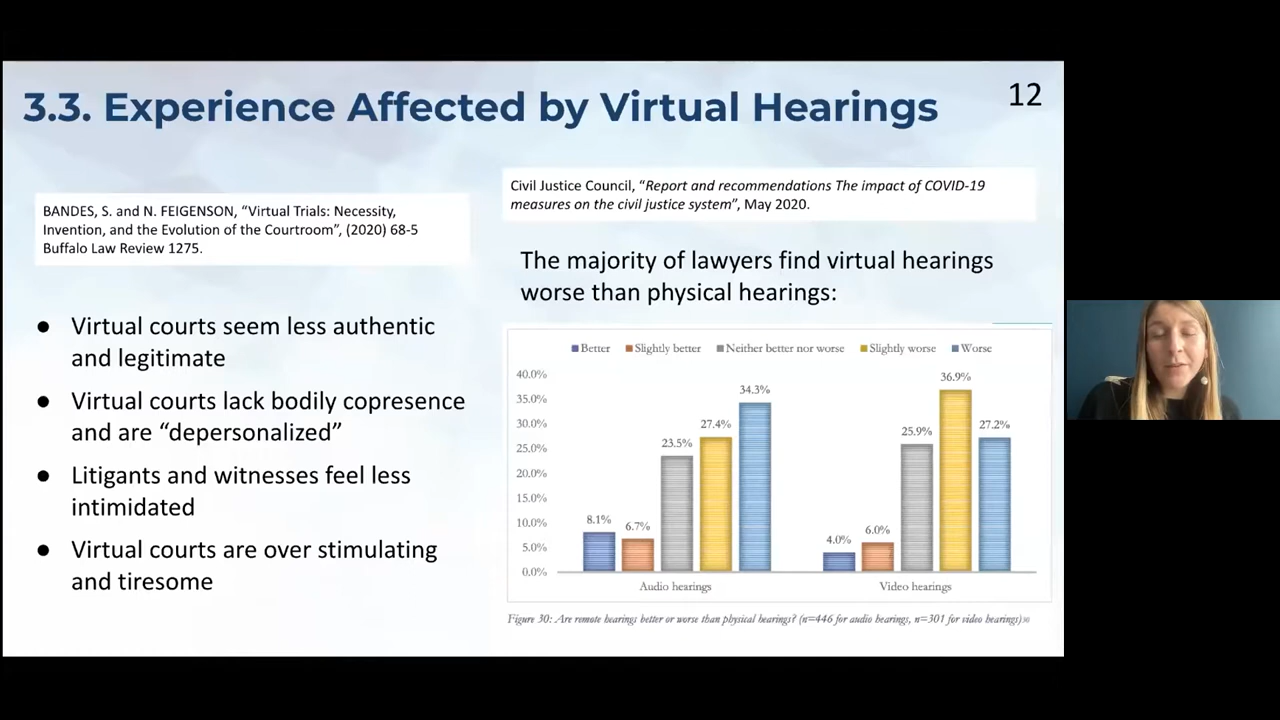 3.3. Experience Affected by Virtual Hearings
12
BANDES, S. and N. FEIGENSON, “Virtual Trials: Necessity,
Invention, and the Evolution of the Courtroom”, (2020) 68-5
Buffalo Law Review 1275.
● Virtual courts seem less authentic
and legitimate
● Virtual courts lack bodily copresence
and are “depersonalized”
● Litigants and witnesses feel less
intimidated
● Virtual courts are over stimulating
and tiresome
Civil Justice Council, “Report and recommendations The impact of COVID-19
measures on the civil justice system”, May 2020.
The majority of lawyers find virtual hearings
worse than physical hearings:
Better Slightly better Neither better nor worse Slightly worse Worse
40.0%
35.0%
30.0%
25.0%
20.0%
15.0%
10.0%
5.0%
0.0%
8.1% 6.7% 23.5% 27.4% 34.3%
4.0% 6.0% 25.9% 36.9% 27.2%
Audio hearings Video hearings
Figure 30: Are remote hearings better or worse than physical hearings? (n=446 for audio hearings, n=301 for video hearings)30